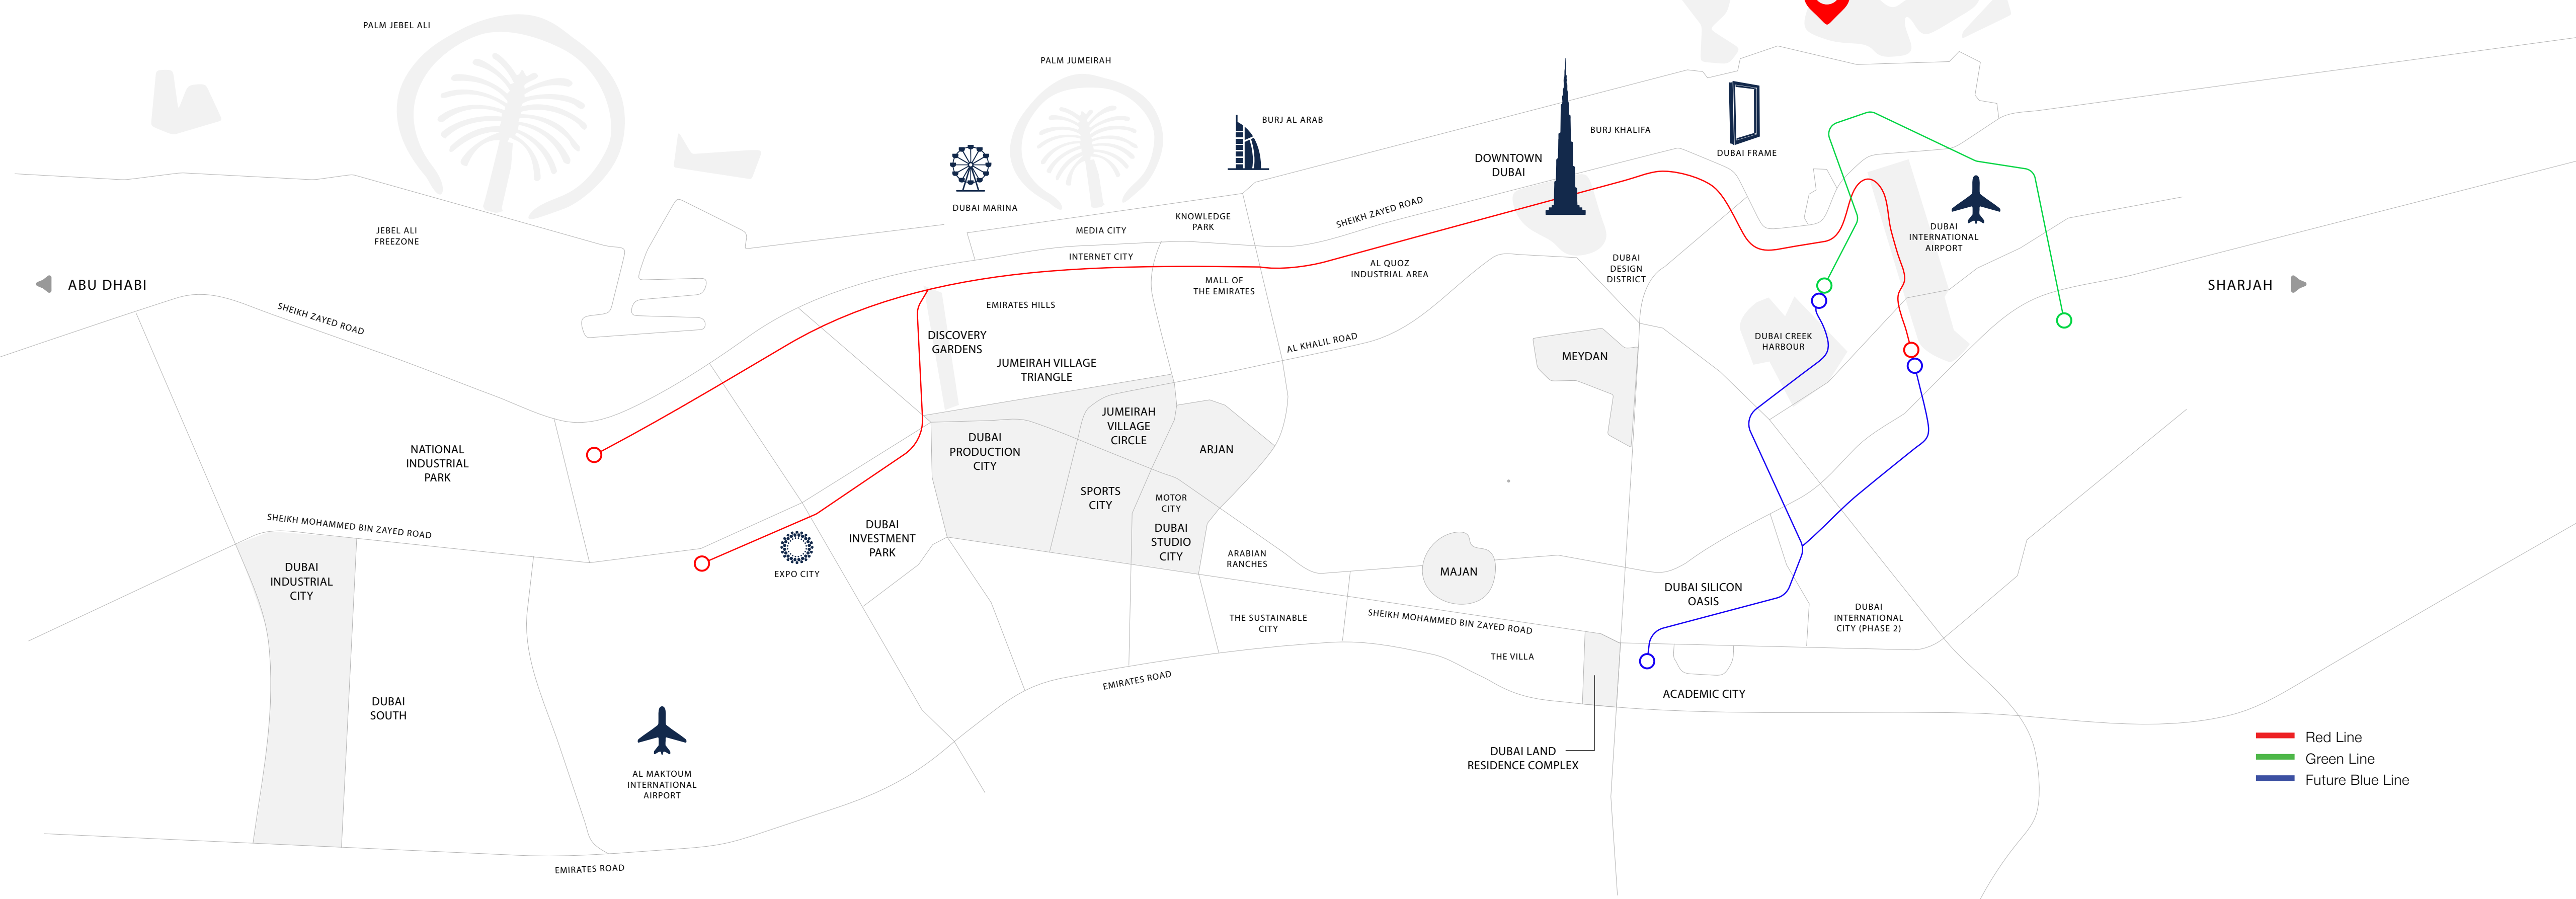 PALM JEBEL ALI
PALM JUMEIRAH
BURJ AL ARAB
BURJ KHALIFA
DOWNTOWN
DUBAI
DUBAI FRAME
DUBAI MARINA
KNOWLEDGE
PARK
SHEIKH ZAYED ROAD
MEDIA CITY
JEBEL ALI
FREEZONE
DUBAI
INTERNATIONAL
AIRPORT
INTERNET CITY
AL QUOZ
INDUSTRIAL AREA
DUBAI
DESIGN
DISTRICT
ABU DHABI
MALL OF
THE EMIRATES
SHARJAH
SHEIKH ZAYED ROAD
EMIRATES HILLS
DISCOVERY
GARDENS
AL KHALIL ROAD
DUBAI CREEK
HARBOUR
MEYDAN
JUMEIRAH VILLAGE
TRIANGLE
JUMEIRAH
VILLAGE
CIRCLE
NATIONAL
INDUSTRIAL
PARK
DUBAI
PRODUCTION
CITY
ARJAN
SPORTS
CITY
MOTOR
CITY
SHEIKH MOHAMMED BIN ZAYED ROAD
DUBAI
INVESTMENT
PARK
DUBAI
STUDIO
CITY
ARABIAN
RANCHES
EXPO CITY
MAJAN
DUBAI
INDUSTRIAL
CITY
DUBAI SILICON
OASIS
DUBAI
INTERNATIONAL
CITY (PHASE 2)
THE SUSTAINABLE
CITY
SHEIKH MOHAMMED BIN ZAYED ROAD
THE VILLA
EMIRATES ROAD
ACADEMIC CITY
DUBAI
SOUTH
DUBAI LAND
RESIDENCE COMPLEX
AL MAKTOUM
INTERNATIONAL
AIRPORT
Red Line
Green Line
Future Blue Line
EMIRATES ROAD